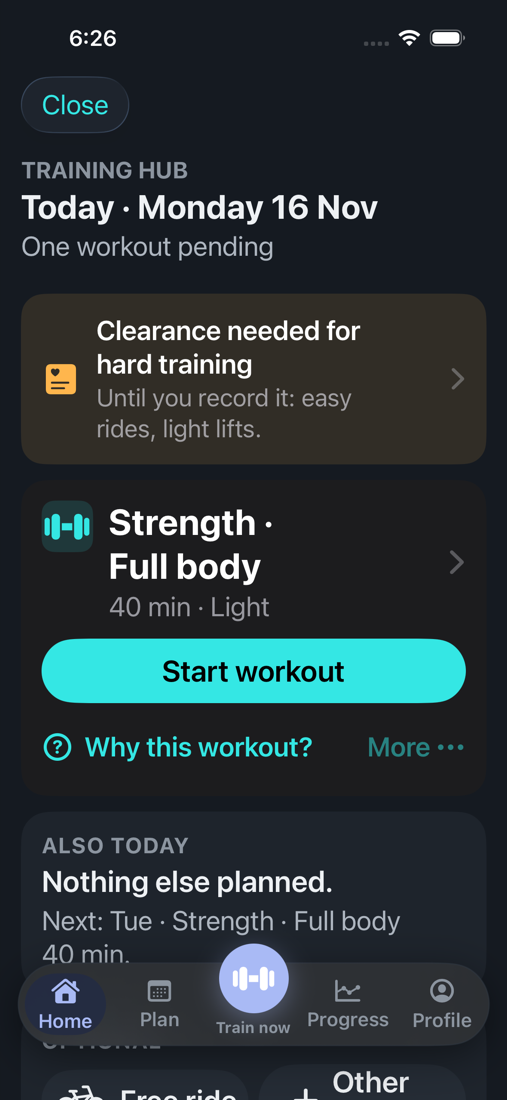 6:26
Close
TRAINING HUB
Today · Monday 16 Nov
One workout pending
Clearance needed for
hard training
Until you record it: easy
rides, light lifts.
Strength ·
Full body
40 min · Light
Start workout
Why this workout?
More ···
ALSO TODAY
Nothing else planned.
Next: Tue · Strength · Full body
40 min.
Home
Plan
Train now
Progress
Profile
Free ride
+ Other